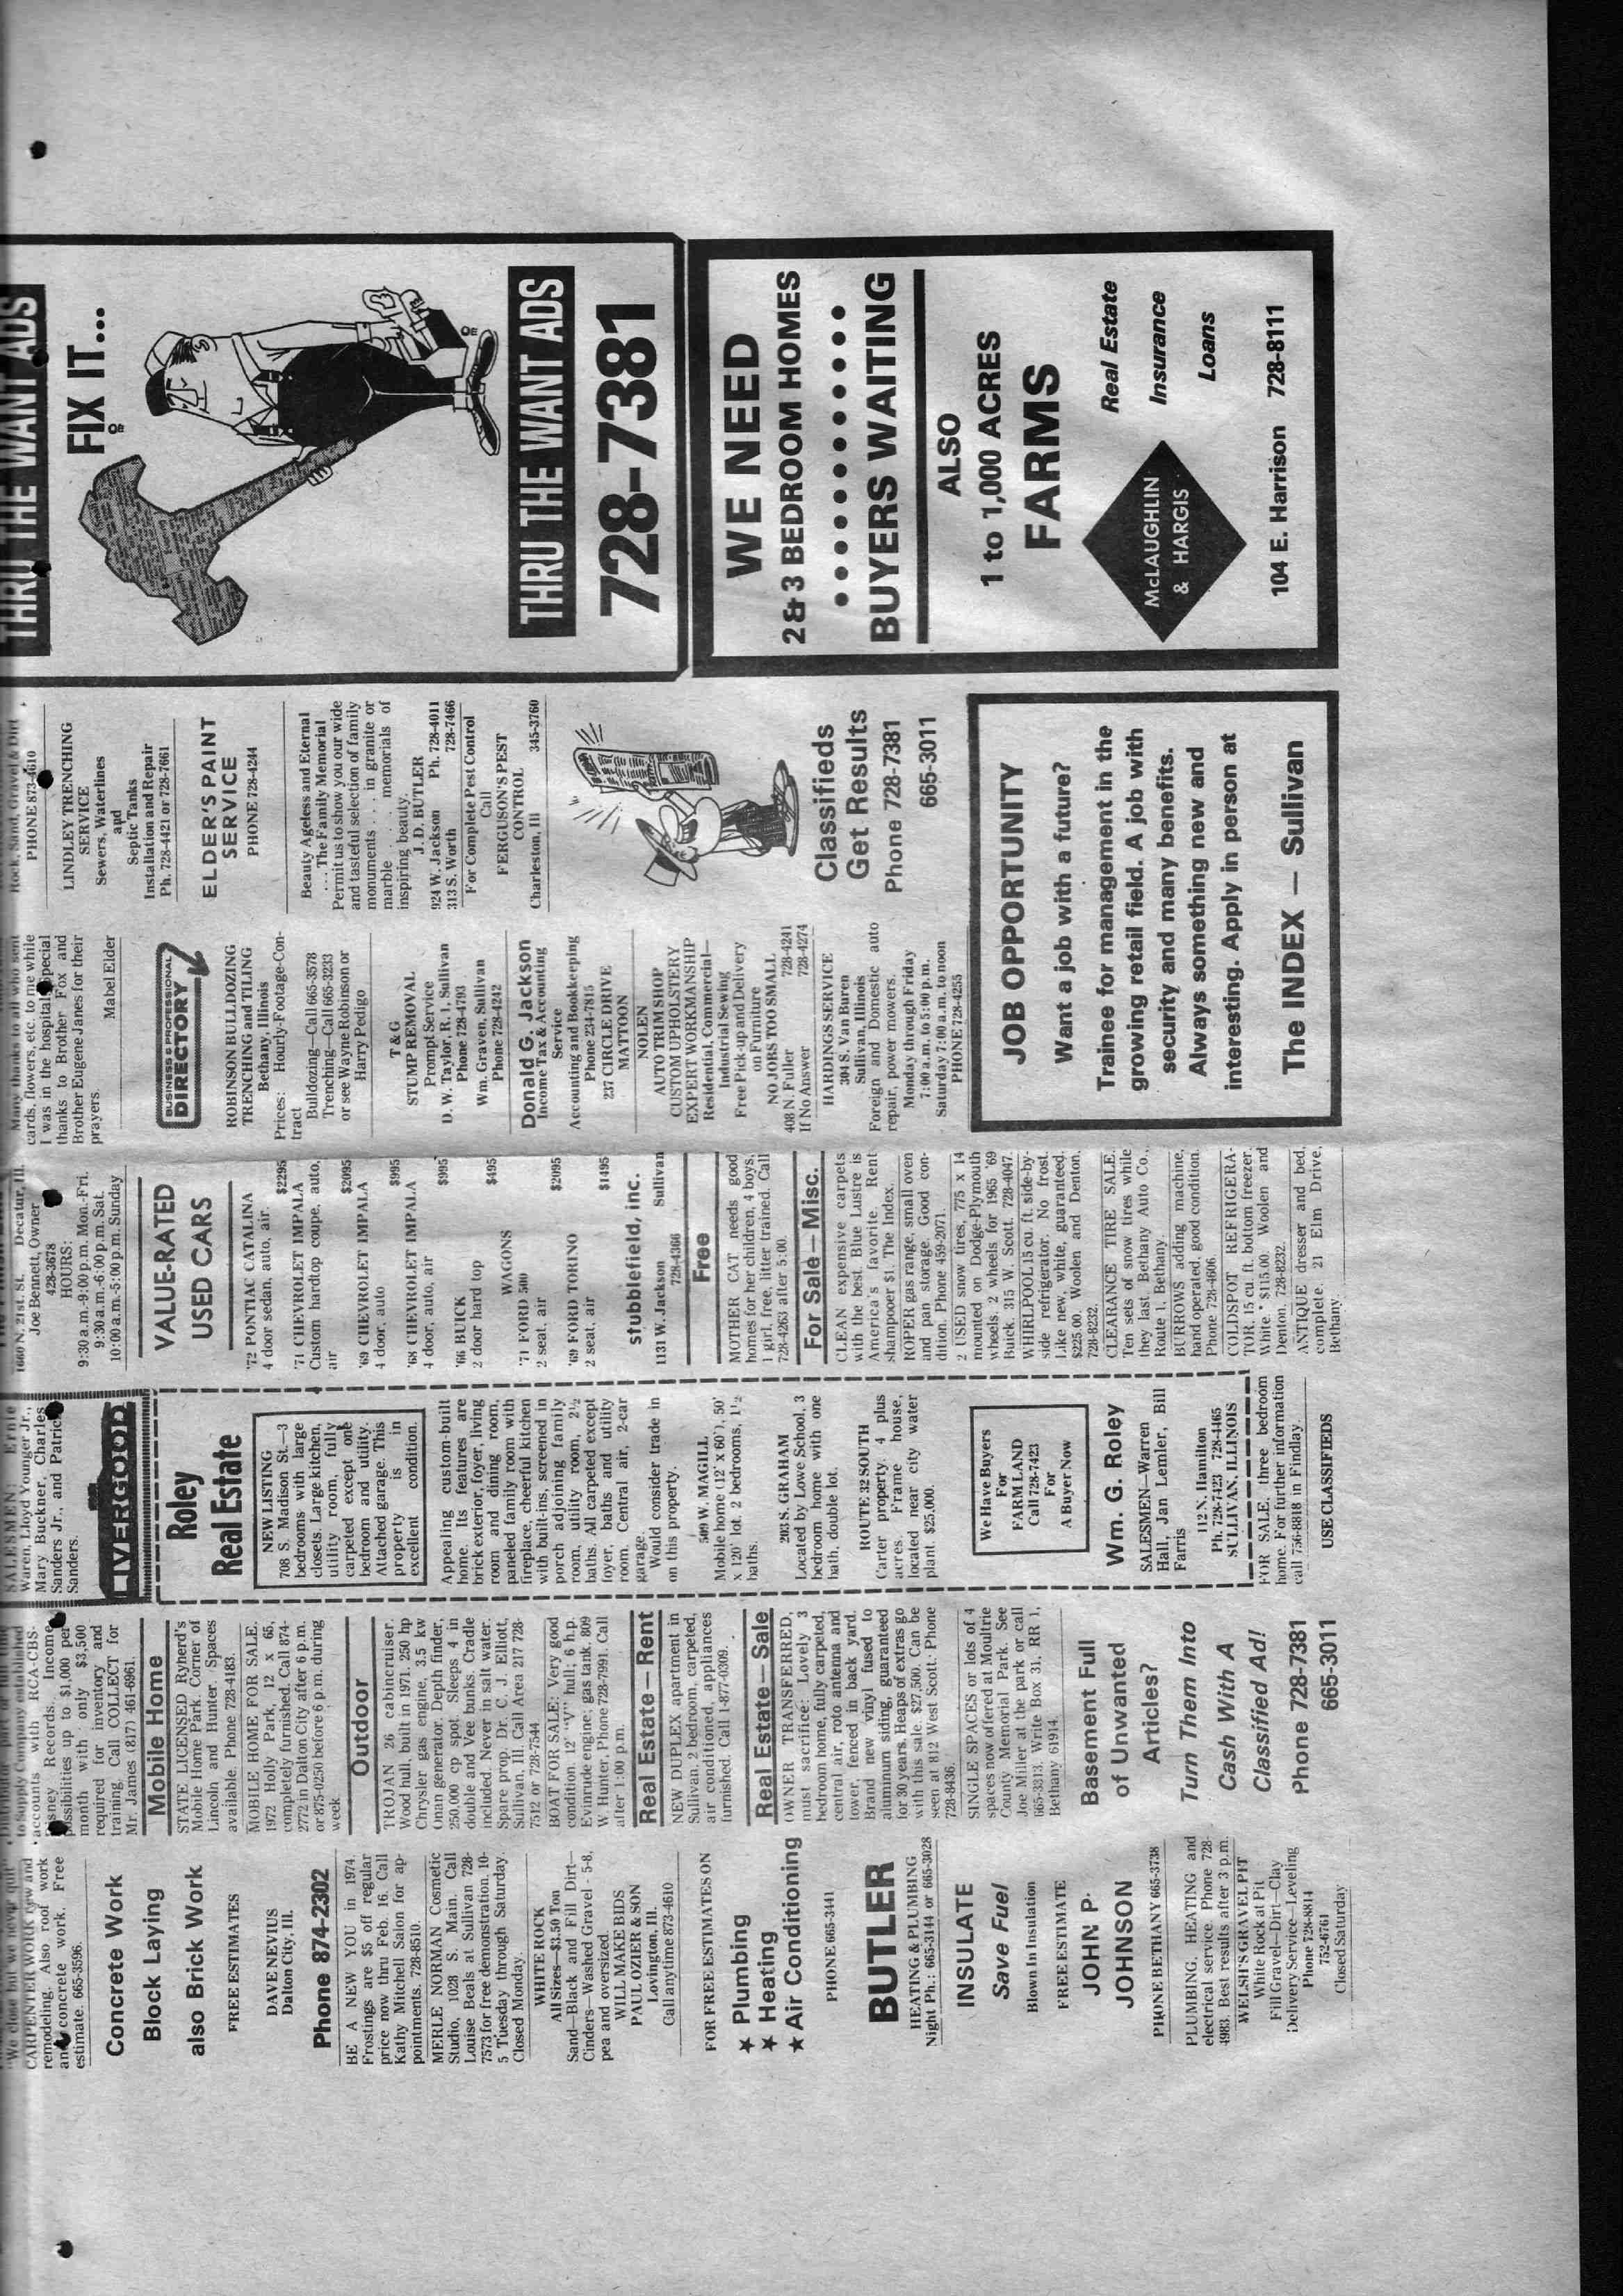 "We close but we never quit"
CARPENTER WORK new and
remodeling. Also roof work
and concrete work. Free
estimate. 665-3596.
Concrete Work
Block Laying
also Brick Work
FREE ESTIMATES
DAVE NEVIUS
Dalton City, Ill.
Phone 874-2302
BE A NEW YOU in 1974.
Frostings are $5 off regular
price now thru Feb. 16. Call
Kathy Mitchell Salon for ap-
pointments. 728-8510.
MERLE NORMAN Cosmetic
Studio, 1028 S. Main. Call
Louise Beals at Sullivan 728-
7573 for free demonstration. 10-
5 Tuesday through Saturday.
Closed Monday.
WHITE ROCK
All Sizes—$3.50 Ton
Sand—Black and Fill Dirt—
Cinders—Washed Gravel - 5-8,
pea and oversized.
WILL MAKE BIDS
PAUL OZIER & SON
Lovington, Ill.
Call anytime 873-4610
FOR FREE ESTIMATES ON
★ Plumbing
★ Heating
★ Air Conditioning
PHONE 665-3441
BUTLER
HEATING & PLUMBING
Night Ph.: 665-3144 or 665-3028
INSULATE
Save Fuel
Blown In Insulation
FREE ESTIMATE
JOHN P.
JOHNSON
PHONE BETHANY 665-3738
PLUMBING, HEATING and
electrical service. Phone 728-
4983. Best results after 3 p.m.
WELSH'S GRAVEL PIT
White Rock at Pit
Fill Gravel—Dirt—Clay
Delivery Service—Leveling
Phone 728-8814
752-6761
Closed Saturday
to Supply Company established
accounts with RCA-CBS-
Disney Records. Income
possibilities up to $1,000 per
month with only $3,500
required for inventory and
training. Call COLLECT for
Mr. James (817) 461-6961.
Mobile Home
STATE LICENSED Ryherd's
Mobile Home Park. Corner of
Lincoln and Hunter. Spaces
available. Phone 728-4183.
MOBILE HOME FOR SALE.
1972 Holly Park, 12 x 65,
completely furnished. Call 874-
2772 in Dalton City after 6 p.m.
or 875-0250 before 6 p.m. during
week.
Outdoor
TROJAN 26 cabincruiser.
Wood hull, built in 1971. 250 hp
Chrysler gas engine, 3.5 kw
Onan generator. Depth finder,
250,000 cp spot. Sleeps 4 in
double and Vee bunks. Cradle
included. Never in salt water.
Spare prop. Dr. C. J. Elliott,
Sullivan, Ill. Call Area 217 728-
7512 or 728-7544
BOAT FOR SALE: Very good
condition. 12' "V" hull; 6 h.p.
Evinrude engine; gas tank. 809
W. Hunter, Phone 728-7991. Call
after 1:00 p.m.
Real Estate—Rent
NEW DUPLEX apartment in
Sullivan. 2 bedroom, carpeted,
air conditioned, appliances
furnished. Call 1-877-0309.
Real Estate—Sale
OWNER TRANSFERRED,
must sacrifice: Lovely 3
bedroom home, fully carpeted,
central air, roto antenna and
tower, fenced in back yard.
Brand new vinyl fused to
aluminum siding, guaranteed
for 30 years. Heaps of extras go
with this sale. $27,500. Can be
seen at 812 West Scott. Phone
728-8436.
SINGLE SPACES or lots of 4
spaces now offered at Moultrie
County Memorial Park. See
Joe Miller at the park or call
665-3313. Write Box 31, RR 1,
Bethany 61914.
Basement Full
of Unwanted
Articles?
Turn Them Into
Cash With A
Classified Ad!
Phone 728-7381
665-3011
SALESMEN: Ernie
Warren, Lloyd Younger Jr.,
Mary Buckner, Charles
Sanders Jr., and Patrick
Sanders.
LIVERGOOD
Roley
Real Estate
NEW LISTING
708 S. Madison St.—3
bedrooms with large
closets. Large kitchen,
utility room, fully
carpeted except one
bedroom and utility.
Attached garage. This
property is in
excellent condition.
Appealing custom-built
home. Its features are
brick exterior, foyer, living
room and dining room,
paneled family room with
fireplace, cheerful kitchen
with built-ins, screened in
porch adjoining family
room, utility room, 2½
baths. All carpeted except
foyer, baths and utility
room. Central air, 2-car
garage.
Would consider trade in
on this property.
509 W. MAGILL
Mobile home (12' x 60'), 50'
x 120' lot. 2 bedrooms, 1½
baths.
203 S. GRAHAM
Located by Lowe School, 3
bedroom home with one
bath, double lot.
ROUTE 32 SOUTH
Carter property. 4 plus
acres. Frame house,
located near city water
plant. $25,000.
We Have Buyers
For
FARM LAND
Call 728-7423
For
A Buyer Now
Wm. G. Roley
SALESMEN—Warren
Hall, Jan Lemler, Bill
Farris
112 N. Hamilton
Ph. 728-7423 728-4465
SULLIVAN, ILLINOIS
FOR SALE, three bedroom
home. For further information
call 756-8818 in Findlay.
USE CLASSIFIEDS
1660 N. 21st. St. Decatur, Ill.
Joe Bennett, Owner
428-3678
HOURS:
9:30 a.m.-9:00 p.m. Mon.-Fri.
9:30 a.m.-6:00 p.m. Sat.
10:00 a.m.-5:00 p.m. Sunday
VALUE-RATED
USED CARS
'72 PONTIAC CATALINA
4 door sedan, auto, air. $2295
'71 CHEVROLET IMPALA
Custom hardtop coupe, auto,
air $2095
'69 CHEVROLET IMPALA
4 door, auto $995
'68 CHEVROLET IMPALA
4 door, auto, air $995
'66 BUICK
2 door hard top $495
WAGONS
'71 FORD 500
2 seat, air $2095
'69 FORD TORINO
2 seat, air $1495
stubblefield, inc.
1131 W. Jackson Sullivan
728-4366
Free
MOTHER CAT needs good
homes for her children, 4 boys,
1 girl, free, litter trained. Call
728-4263 after 5:00.
For Sale—Misc.
CLEAN expensive carpets
with the best. Blue Lustre is
America's favorite. Rent
shampooer $1. The Index.
ROPER gas range, small oven
and pan storage. Good con-
dition. Phone 459-2071.
2 USED snow tires, 775 x 14
mounted on Dodge-Plymouth
wheels 2 wheels for 1965 '69
Buick. 315 W. Scott. 728-4047.
WHIRLPOOL 15 cu. ft. side-by-
side refrigerator. No frost.
Like new, white, guaranteed.
$225.00. Woolen and Denton,
728-8232.
CLEARANCE TIRE SALE.
Ten sets of snow tires while
they last. Bethany Auto Co.,
Route 1, Bethany.
BURROWS adding machine,
hand operated, good condition.
Phone 728-4606.
COLDSPOT REFRIGERA-
TOR. 15 cu. ft. bottom freezer.
White. $115.00. Woolen and
Denton. 728-8232.
ANTIQUE dresser and bed,
complete. 21 Elm Drive,
Bethany.
Many thanks to all who sent
cards, flowers, etc. to me while
I was in the hospital. Special
thanks to Brother Fox and
Brother Eugene Janes for their
prayers.
Mabel Elder
BUSINESS & PROFESSIONAL
DIRECTORY
ROBINSON BULLDOZING
TRENCHING and TILING
Bethany, Illinois
Prices: Hourly-Footage-Con-
tract
Bulldozing—Call 665-3578
Trenching—Call 665-3233
or see Wayne Robinson or
Harry Pedigo
T & G
STUMP REMOVAL
Prompt Service
D. W. Taylor, R. 1, Sullivan
Phone 728-4793
Wm. Graven, Sullivan
Phone 728-4242
Donald G. Jackson
Income Tax & Accounting
Service
Accounting and Bookkeeping
Phone 234-7815
237 CIRCLE DRIVE
MATTOON
NOLEN
AUTO TRIM SHOP
CUSTOM UPHOLSTERY
EXPERT WORKMANSHIP
Residential, Commercial—
Industrial Sewing
Free Pick-up and Delivery
on Furniture
NO JOBS TOO SMALL
408 N. Fuller 728-4241
If No Answer 728-4274
HARDINGS SERVICE
304 S. Van Buren
Sullivan, Illinois
Foreign and Domestic auto
repair, power mowers.
Monday through Friday
7:00 a.m. to 5:00 p.m.
Saturday 7:00 a.m. to noon
PHONE 728-4255
Rock, Sand, Gravel & Dirt
PHONE 873-4610
LINDLEY TRENCHING
SERVICE
Sewers, Waterlines
and
Septic Tanks
Installation and Repair
Ph. 728-4421 or 728-7661
ELDER'S PAINT
SERVICE
PHONE 728-4244
Beauty Ageless and Eternal
. . . The Family Memorial
Permit us to show you our wide
and tasteful selection of family
monuments . . . in granite or
marble . . . memorials of
inspiring beauty.
J. D. BUTLER
924 W. Jackson Ph. 728-4011
313 S. Worth 728-7466
For Complete Pest Control
Call
FERGUSON'S PEST
CONTROL
Charleston, Ill 345-3760
Classifieds
Get Results
Phone 728-7381
665-3011
JOB OPPORTUNITY
Want a job with a future?
Trainee for management in the
growing retail field. A job with
security and many benefits.
Always something new and
interesting. Apply in person at
The INDEX — Sullivan
THRU THE WANT ADS
FIX IT...
THRU THE WANT ADS
728-7381
WE NEED
2 & 3 BEDROOM HOMES
BUYERS WAITING
ALSO
1 to 1,000 ACRES
FARMS
McLAUGHLIN
& HARGIS
Real Estate
Insurance
Loans
104 E. Harrison 728-8111